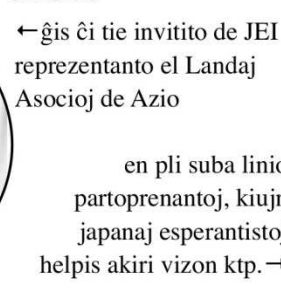 ←ĝis ĉi tie invitito de JEI
reprezentanto el Landaj
Asocioj de Azio
en pli suba linio
partoprenantoj, kiujn
japanaj esperantistoj
helpis akiri vizon ktp.→